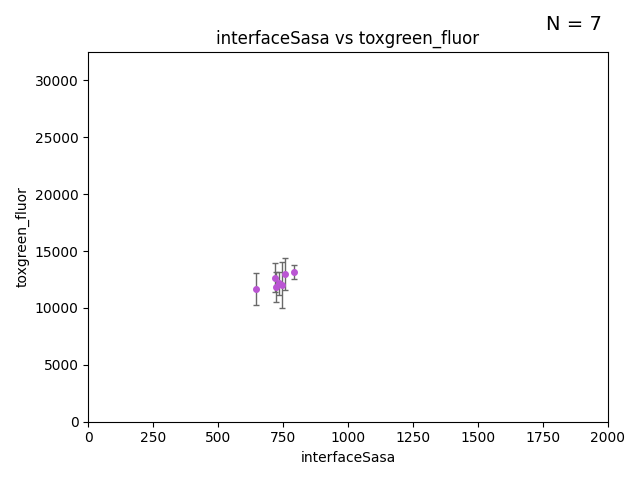 N = 7
interfaceSasa vs toxgreen_fluor
30000
25000
20000
15000
10000
5000
0
toxgreen_fluor
0 250 500 750 1000 1250 1500 1750 2000
interfaceSasa